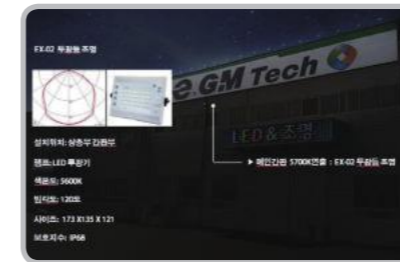 EX-02 투광등 조명
e.GM Tech
LED & 조명
설치위치: 상층부 간판부
램프: LED 투광기
▶ 메인간판 5700K연출 : EX-02 투광등 조명
색온도: 5600K
빔각도: 120도
사이즈: 173 X135 X 121
보호지수: IP68